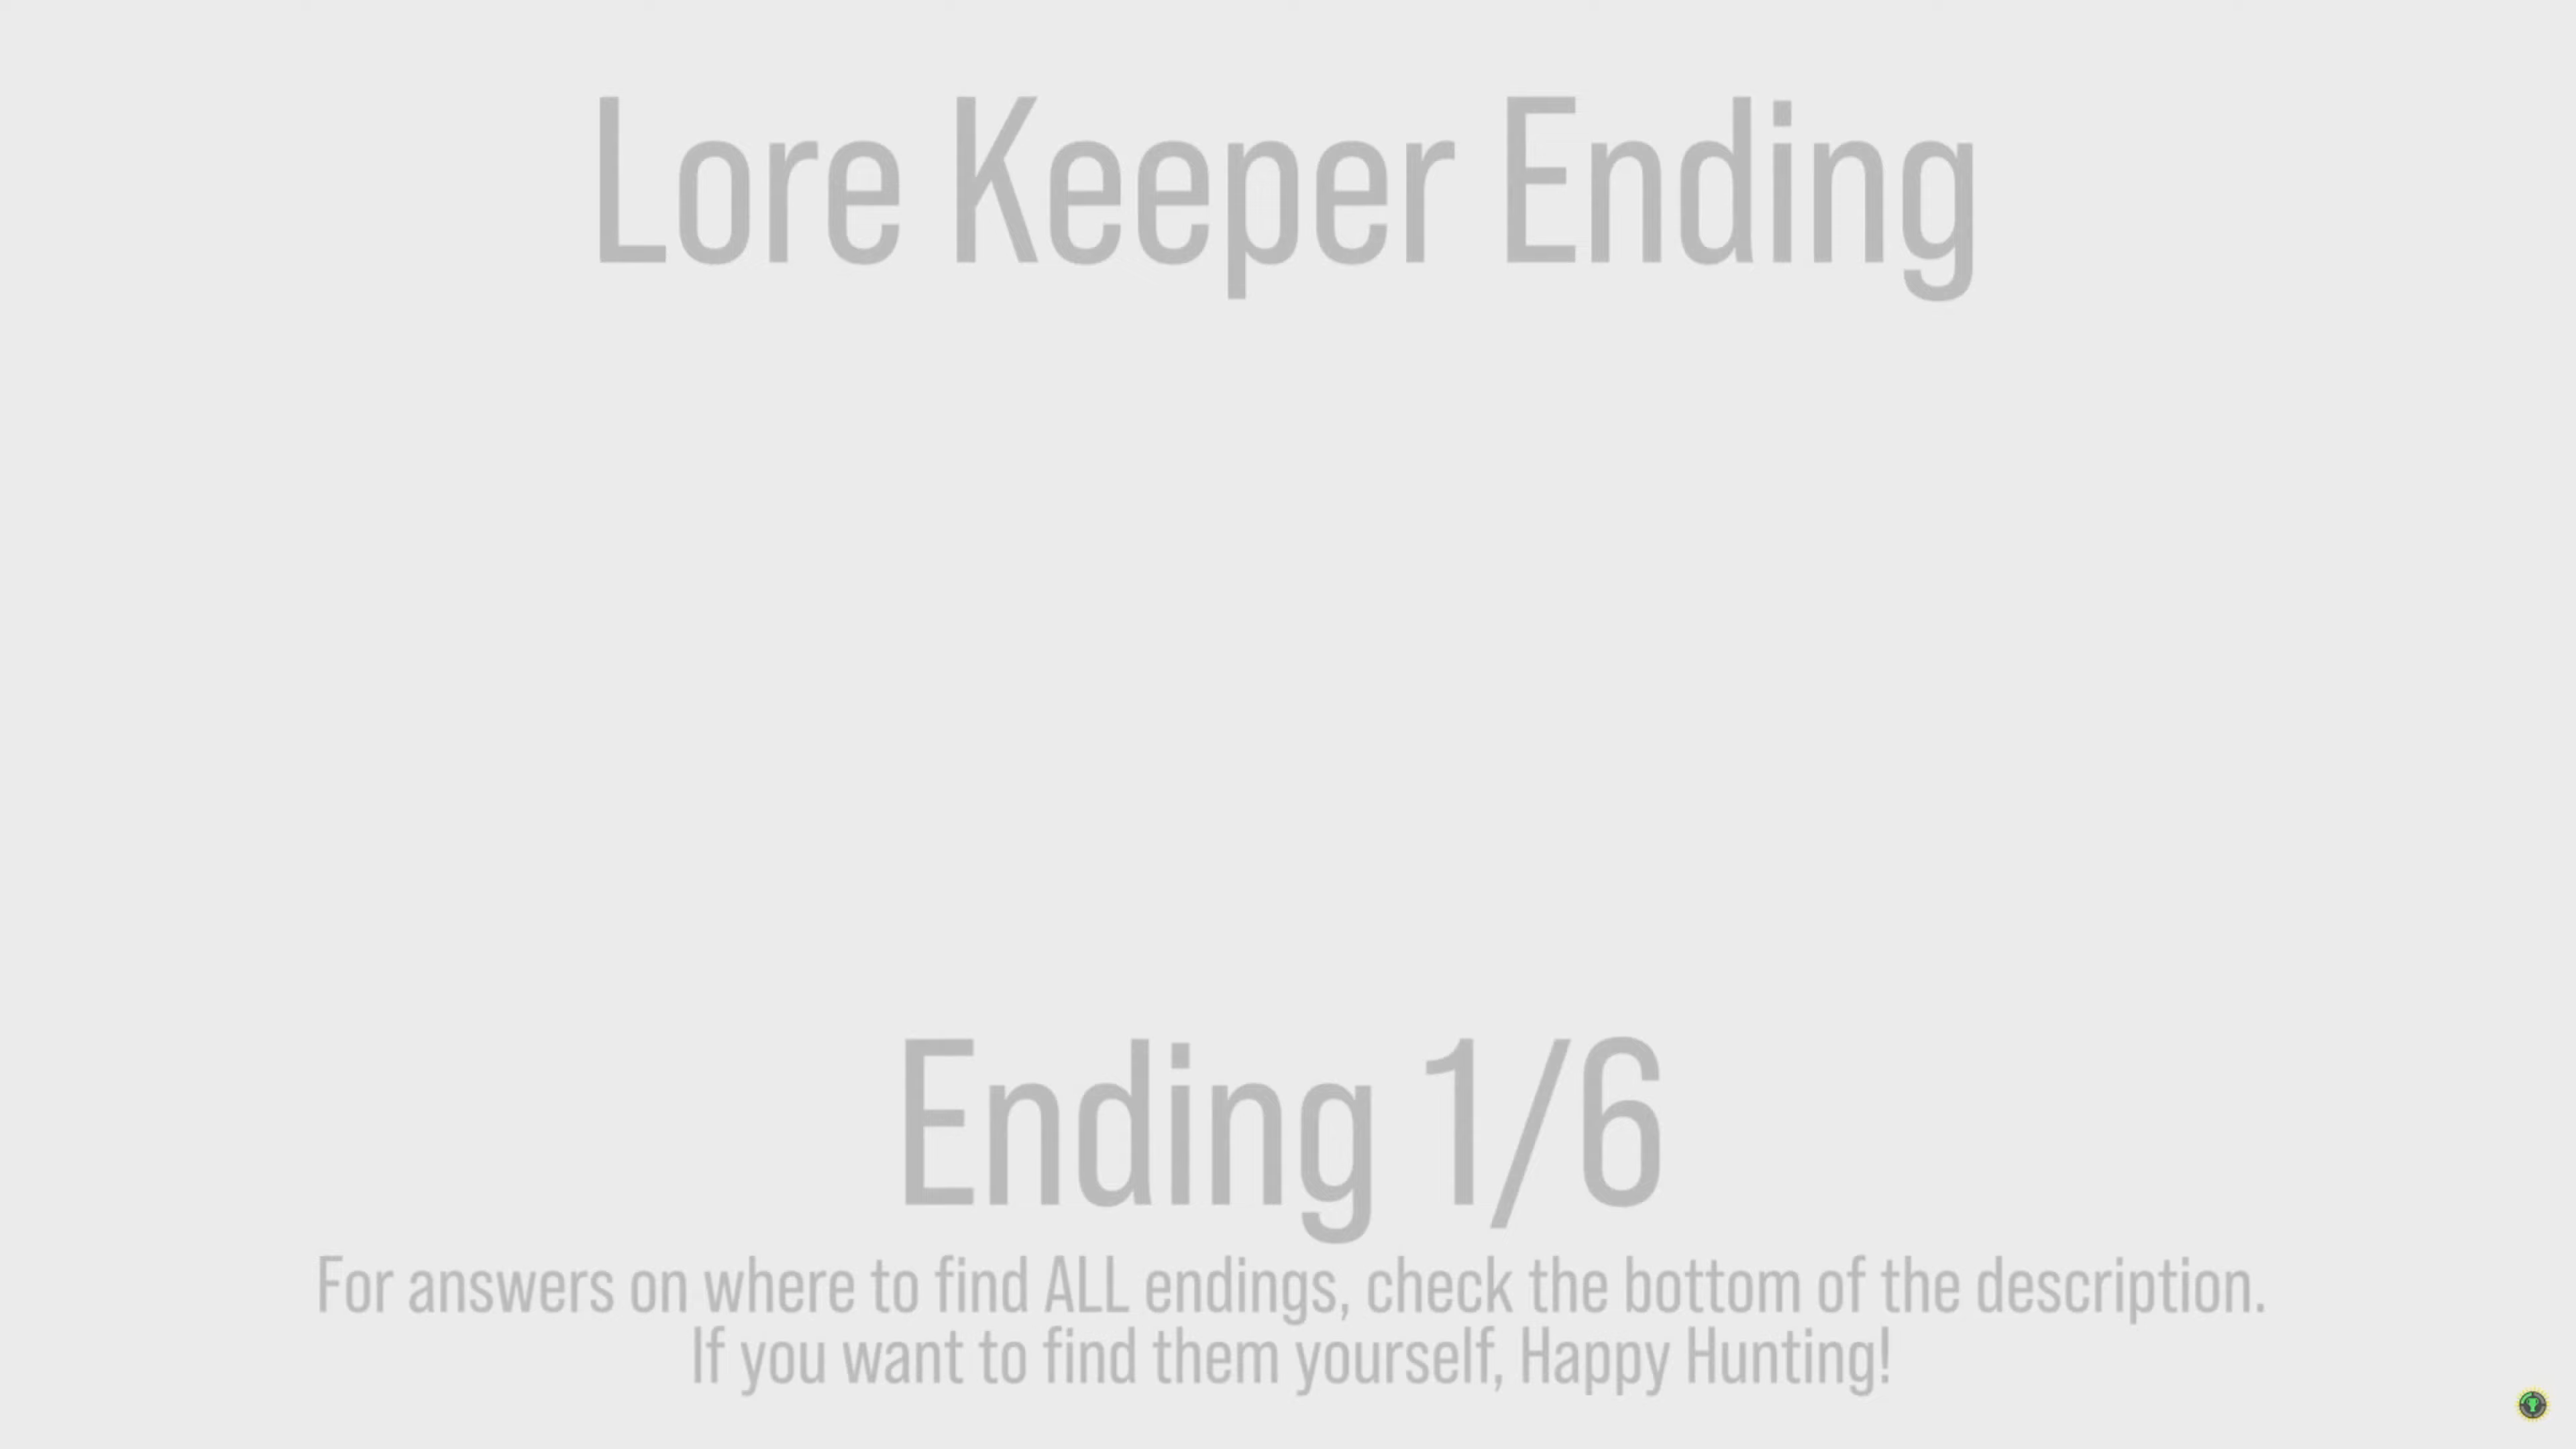 Lore Keeper Ending
Ending 1/6
For answers on where to find ALL endings, check the bottom of the description.
If you want to find them yourself, Happy Hunting!